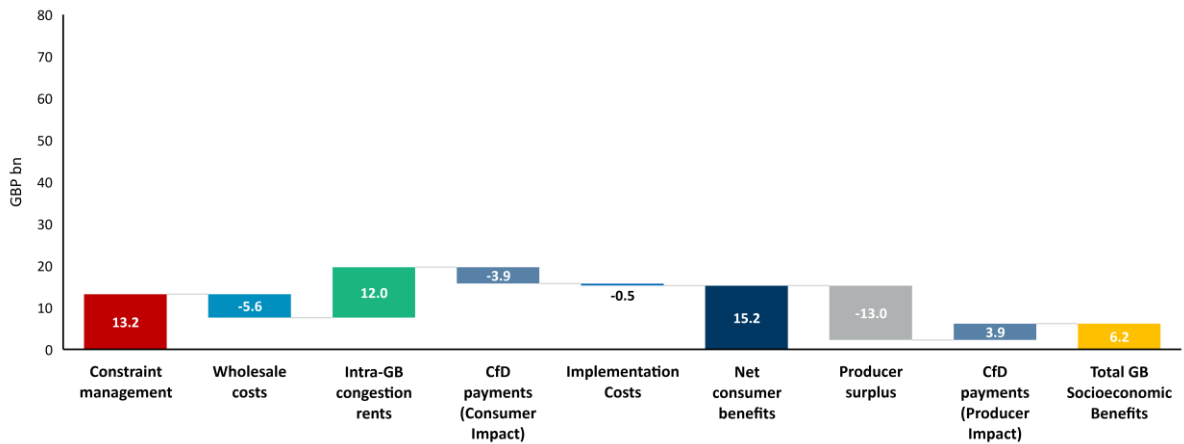 80
70
60
50
40
30
20
10
0
GBP bn
13.2
-5.6
12.0
-3.9
-0.5
15.2
-13.0
3.9
6.2
Constraint
management
Wholesale
costs
Intra-GB
congestion
rents
CfD
payments
(Consumer
Impact)
Implementation
Costs
Net
consumer
benefits
Producer
surplus
CfD
payments
(Producer
Impact)
Total GB
Socioeconomic
Benefits